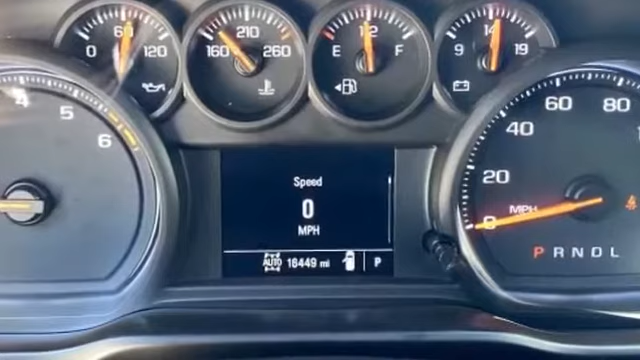 0 60 120
160 210 260
E 1/2 F
9 14 19
4 5 6
Speed
0
MPH
AUTO 16449 mi P
0 20 40 60 80
MPH
P R N D L